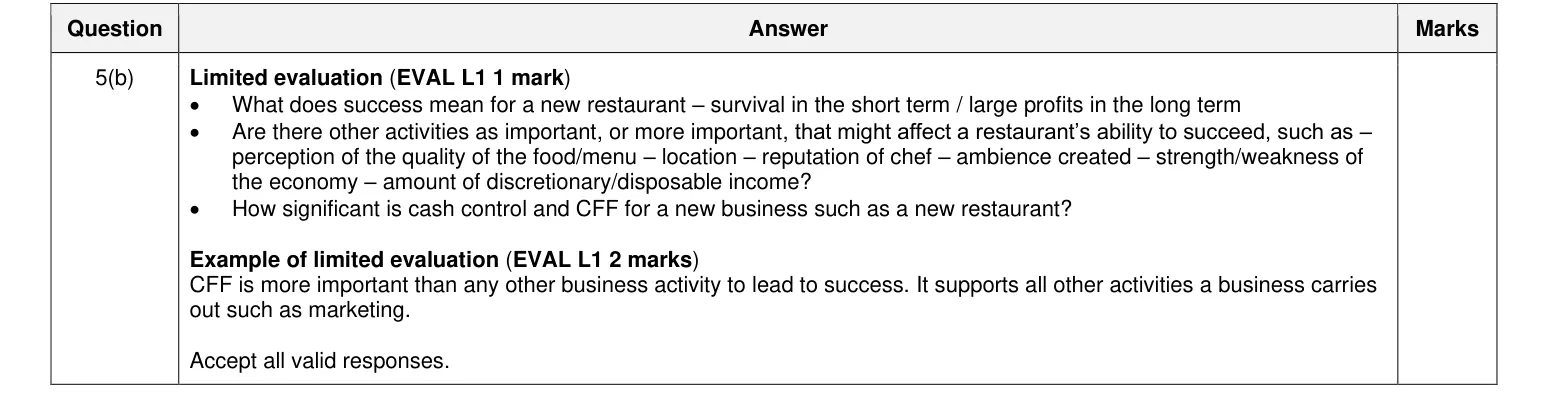 Question Answer Marks
5(b) Limited evaluation (EVAL L1 1 mark)
• What does success mean for a new restaurant – survival in the short term / large profits in the long term
• Are there other activities as important, or more important, that might affect a restaurant’s ability to succeed, such as –
perception of the quality of the food/menu – location – reputation of chef – ambience created – strength/weakness of
the economy – amount of discretionary/disposable income?
• How significant is cash control and CFF for a new business such as a new restaurant?
Example of limited evaluation (EVAL L1 2 marks)
CFF is more important than any other business activity to lead to success. It supports all other activities a business carries
out such as marketing.
Accept all valid responses.